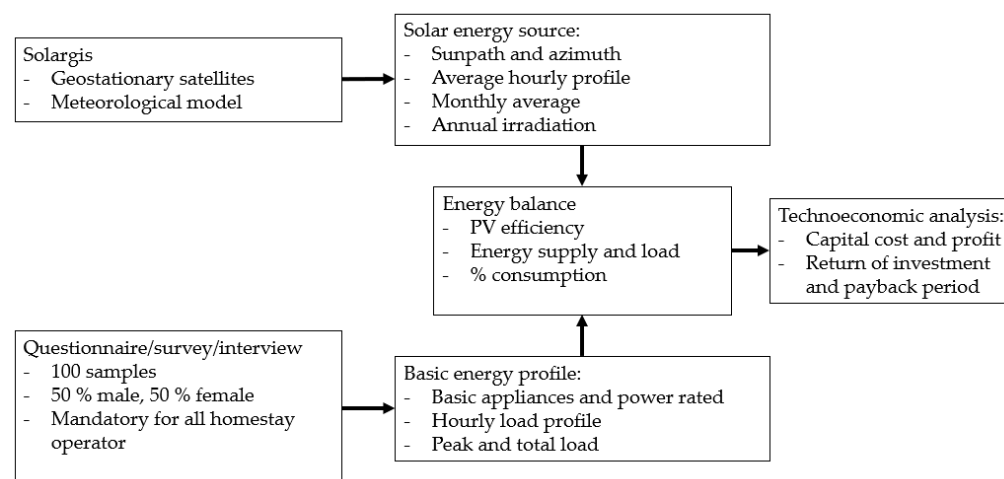 Solargis
- Geostationary satellites
- Meteorological model
Solar energy source:
- Sunpath and azimuth
- Average hourly profile
- Monthly average
- Annual irradiation
Energy balance
- PV efficiency
- Energy supply and load
- % consumption
Technoeconomic analysis:
- Capital cost and profit
- Return of investment
and payback period
Questionnaire/survey/interview
- 100 samples
- 50 % male, 50 % female
- Mandatory for all homestay
operator
Basic energy profile:
- Basic appliances and power rated
- Hourly load profile
- Peak and total load